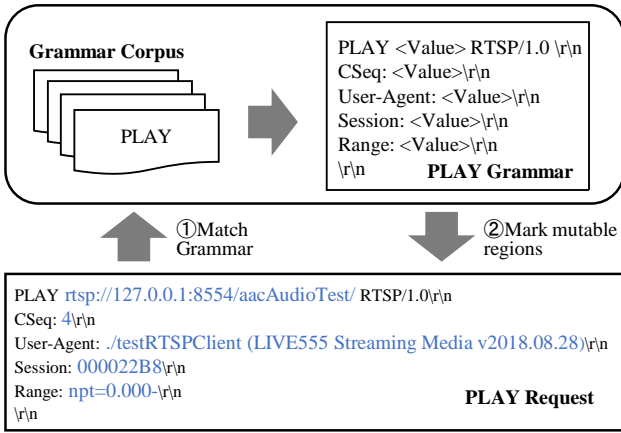 Grammar Corpus
PLAY
PLAY <Value> RTSP/1.0 \r\n
CSeq: <Value>\r\n
User-Agent: <Value>\r\n
Session: <Value>\r\n
Range: <Value>\r\n
\r\n
PLAY Grammar
①Match
Grammar
②Mark mutable
regions
PLAY rtsp://127.0.0.1:8554/aacAudioTest/ RTSP/1.0\r\n
CSeq: 4\r\n
User-Agent: ./testRTSPClient (LIVE555 Streaming Media v2018.08.28)\r\n
Session: 000022B8\r\n
Range: npt=0.000-\r\n
\r\n
PLAY Request